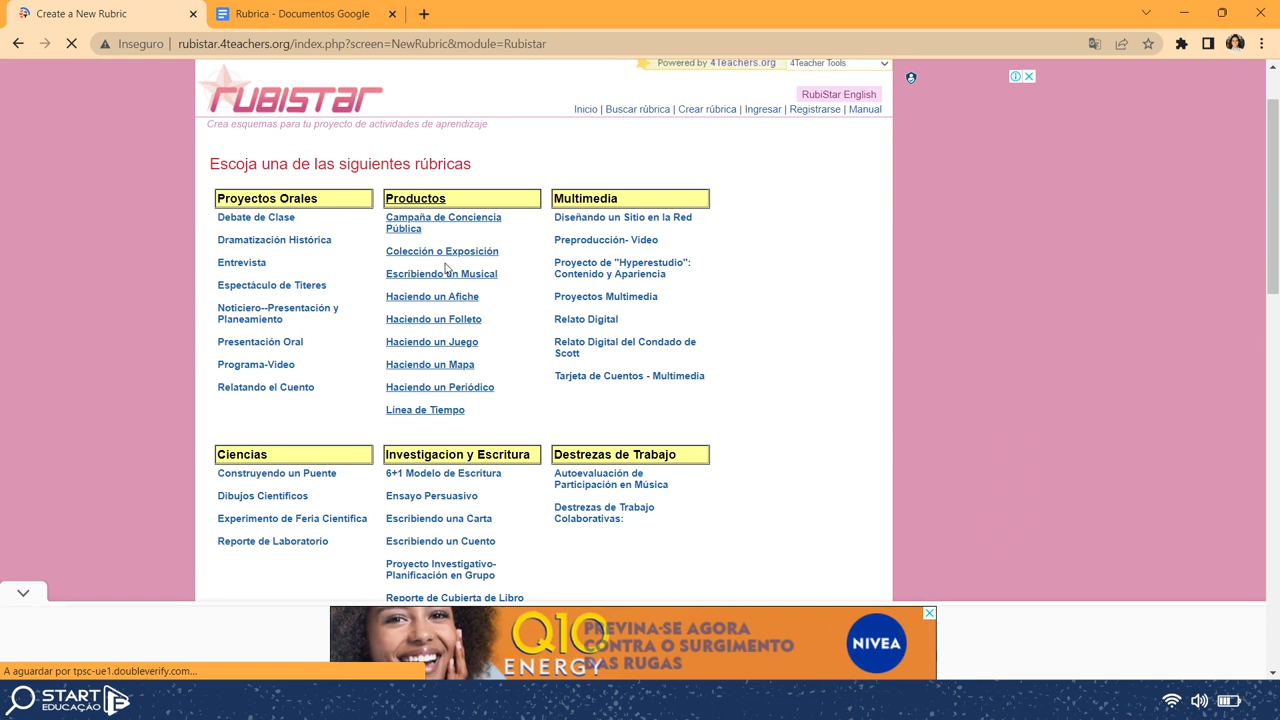 Create a New Rubric
Rubrica - Documentos Google
Inseguro
rubistar.4teachers.org/index.php?screen=NewRubric&module=Rubistar
Powered by 4Teachers.org
4Teacher Tools
rubistar
RubiStar English
Inicio | Buscar rúbrica | Crear rúbrica | Ingresar | Registrarse | Manual
Crea esquemas para tu proyecto de actividades de aprendizaje
Escoja una de las siguientes rúbricas
Proyectos Orales
Debate de Clase
Dramatización Histórica
Entrevista
Espectáculo de Títeres
Noticiero--Presentación y
Planeamiento
Presentación Oral
Programa-Video
Relatando el Cuento
Productos
Campaña de Conciencia
Pública
Colección o Exposición
Escribiendo un Musical
Haciendo un Afiche
Haciendo un Folleto
Haciendo un Juego
Haciendo un Mapa
Haciendo un Periódico
Línea de Tiempo
Multimedia
Diseñando un Sitio en la Red
Preproducción- Video
Proyecto de "Hyperestudio":
Contenido y Apariencia
Proyectos Multimedia
Relato Digital
Relato Digital del Condado de
Scott
Tarjeta de Cuentos - Multimedia
Ciencias
Construyendo un Puente
Dibujos Científicos
Experimento de Feria Científica
Reporte de Laboratorio
Investigacion y Escritura
6+1 Modelo de Escritura
Ensayo Persuasivo
Escribiendo una Carta
Escribiendo un Cuento
Proyecto Investigativo-
Planificación en Grupo
Reporte de Cubierta de Libro
Destrezas de Trabajo
Autoevaluación de
Participación en Música
Destrezas de Trabajo
Colaborativas:
Q10
ENERGY
PREVINA-SE AGORA
CONTRA O SURGIMENTO
DAS RUGAS
NIVEA
A aguardar por tpsc-ue1.doubleverify.com...
START
EDUCAÇÃO